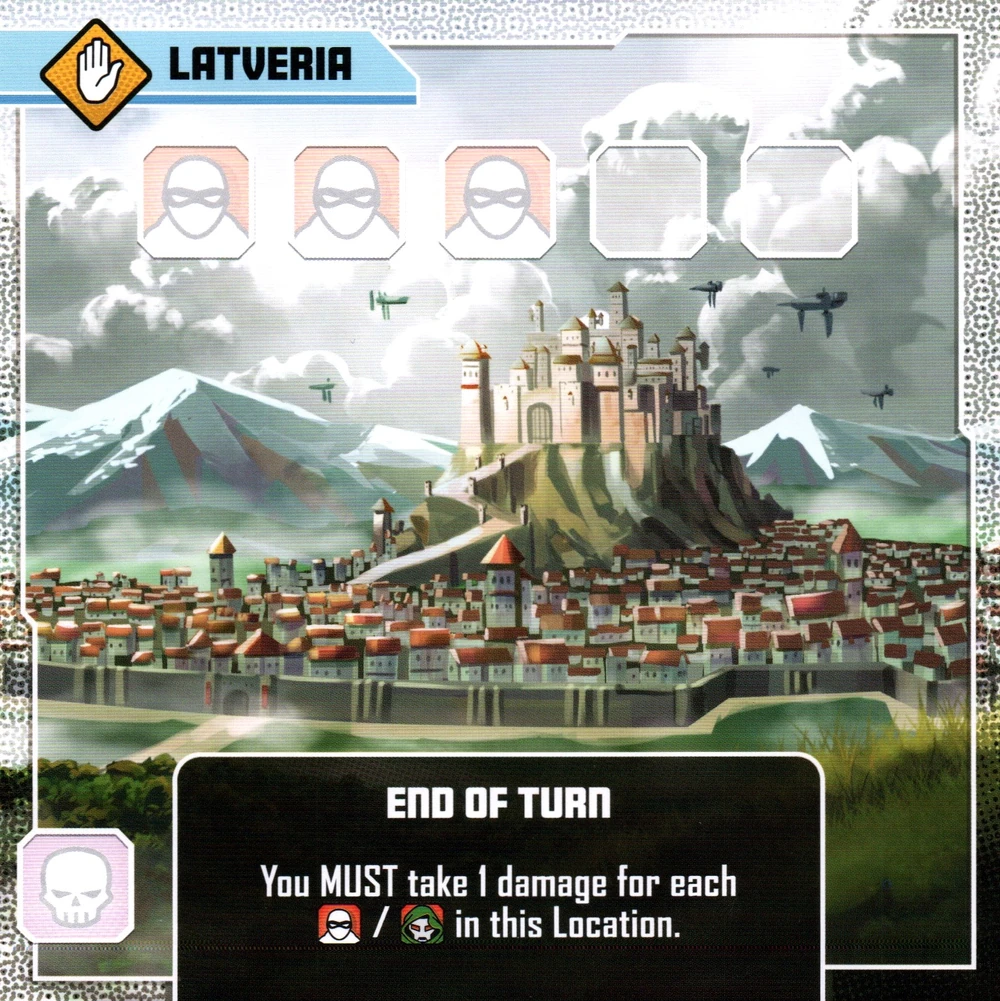 LATVERIA
END OF TURN
You MUST take 1 damage for each
/ in this Location.